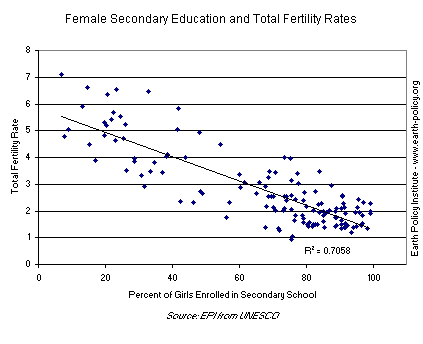 Female Secondary Education and Total Fertility Rates
8
7
6
5
4
3
2
1
0
Total Fertility Rate
0 20 40 60 80 100
R² = 0.7058
Percent of Girls Enrolled in Secondary School
Earth Policy Institute - www.earth-policy.org
Source: EPI from UNESCO